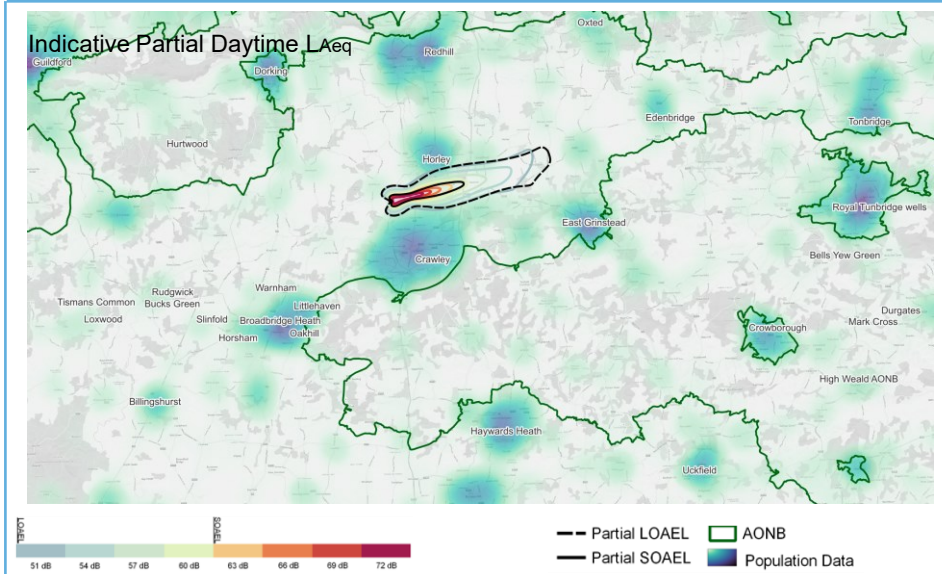 Indicative Partial Daytime LAeq
Oxted
Guildford
Redhill
Dorking
Edenbridge
Tonbridge
Hurtwood
Horley
Royal Tunbridge wells
East Grinstead
Bells Yew Green
Crawley
Warnham
Rudgwick
Tismans Common
Bucks Green
Littlehaven
Loxwood
Slinfold
Broadbridge Heath
Durgates
Mark Cross
Crowborough
Horsham
Oakhill
High Weald AONB
Billingshurst
Haywards Heath
Uckfield
LOAEL
SOAEL
51 dB 54 dB 57 dB 60 dB 63 dB 66 dB 69 dB 72 dB
Partial LOAEL
AONB
Partial SOAEL
Population Data